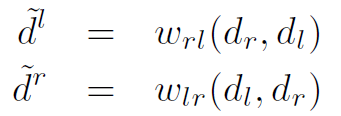 d̃^l = w_{rl}(d_r, d_l)
d̃^r = w_{lr}(d_l, d_r)